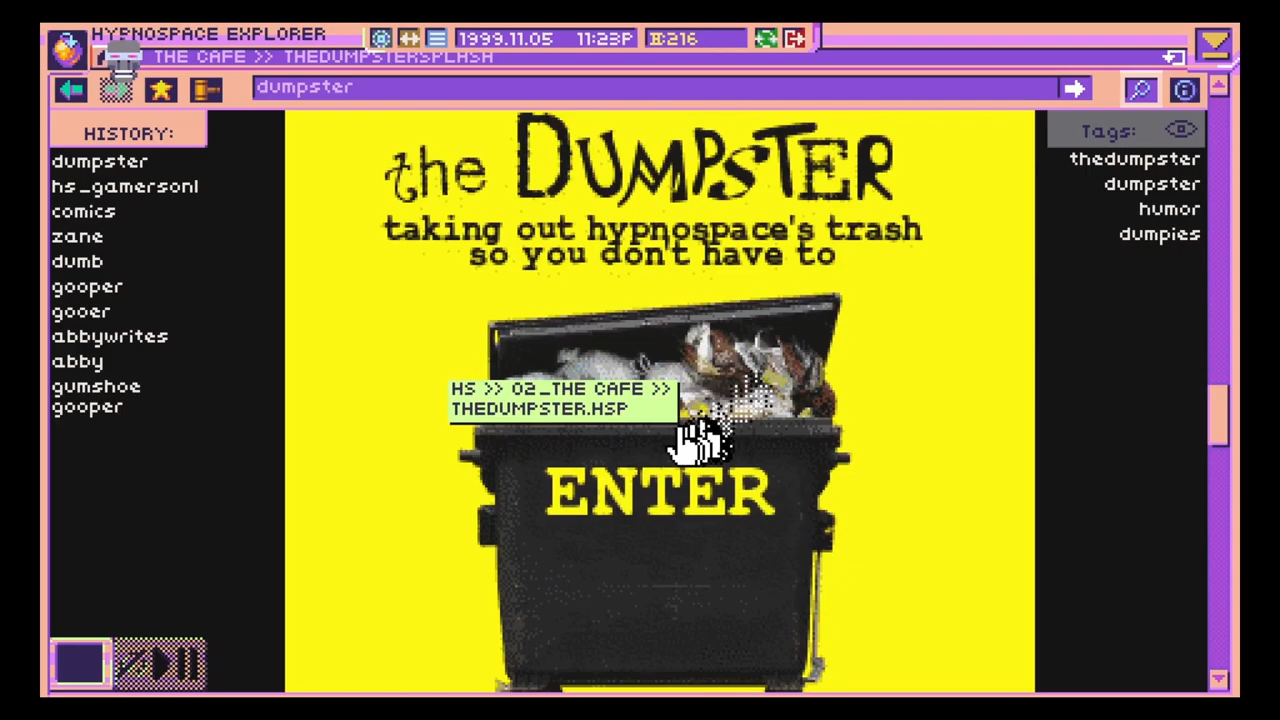 HYPNOSPACE EXPLORER
1999.11.05 11:23P
216
THE CAFE >> THEDUMPSTERSPLASH
dumpster
HISTORY:
dumpster
hs_gamersonl
comics
zane
dumb
gooper
gooer
abbywrites
abby
gumshoe
gooper
the DUMPSTER
taking out hypnospace's trash
so you don't have to
HS >> 02_THE CAFE >>
THEDUMPSTER.HSP
ENTER
Tags:
thedumpster
dumpster
humor
dumpies